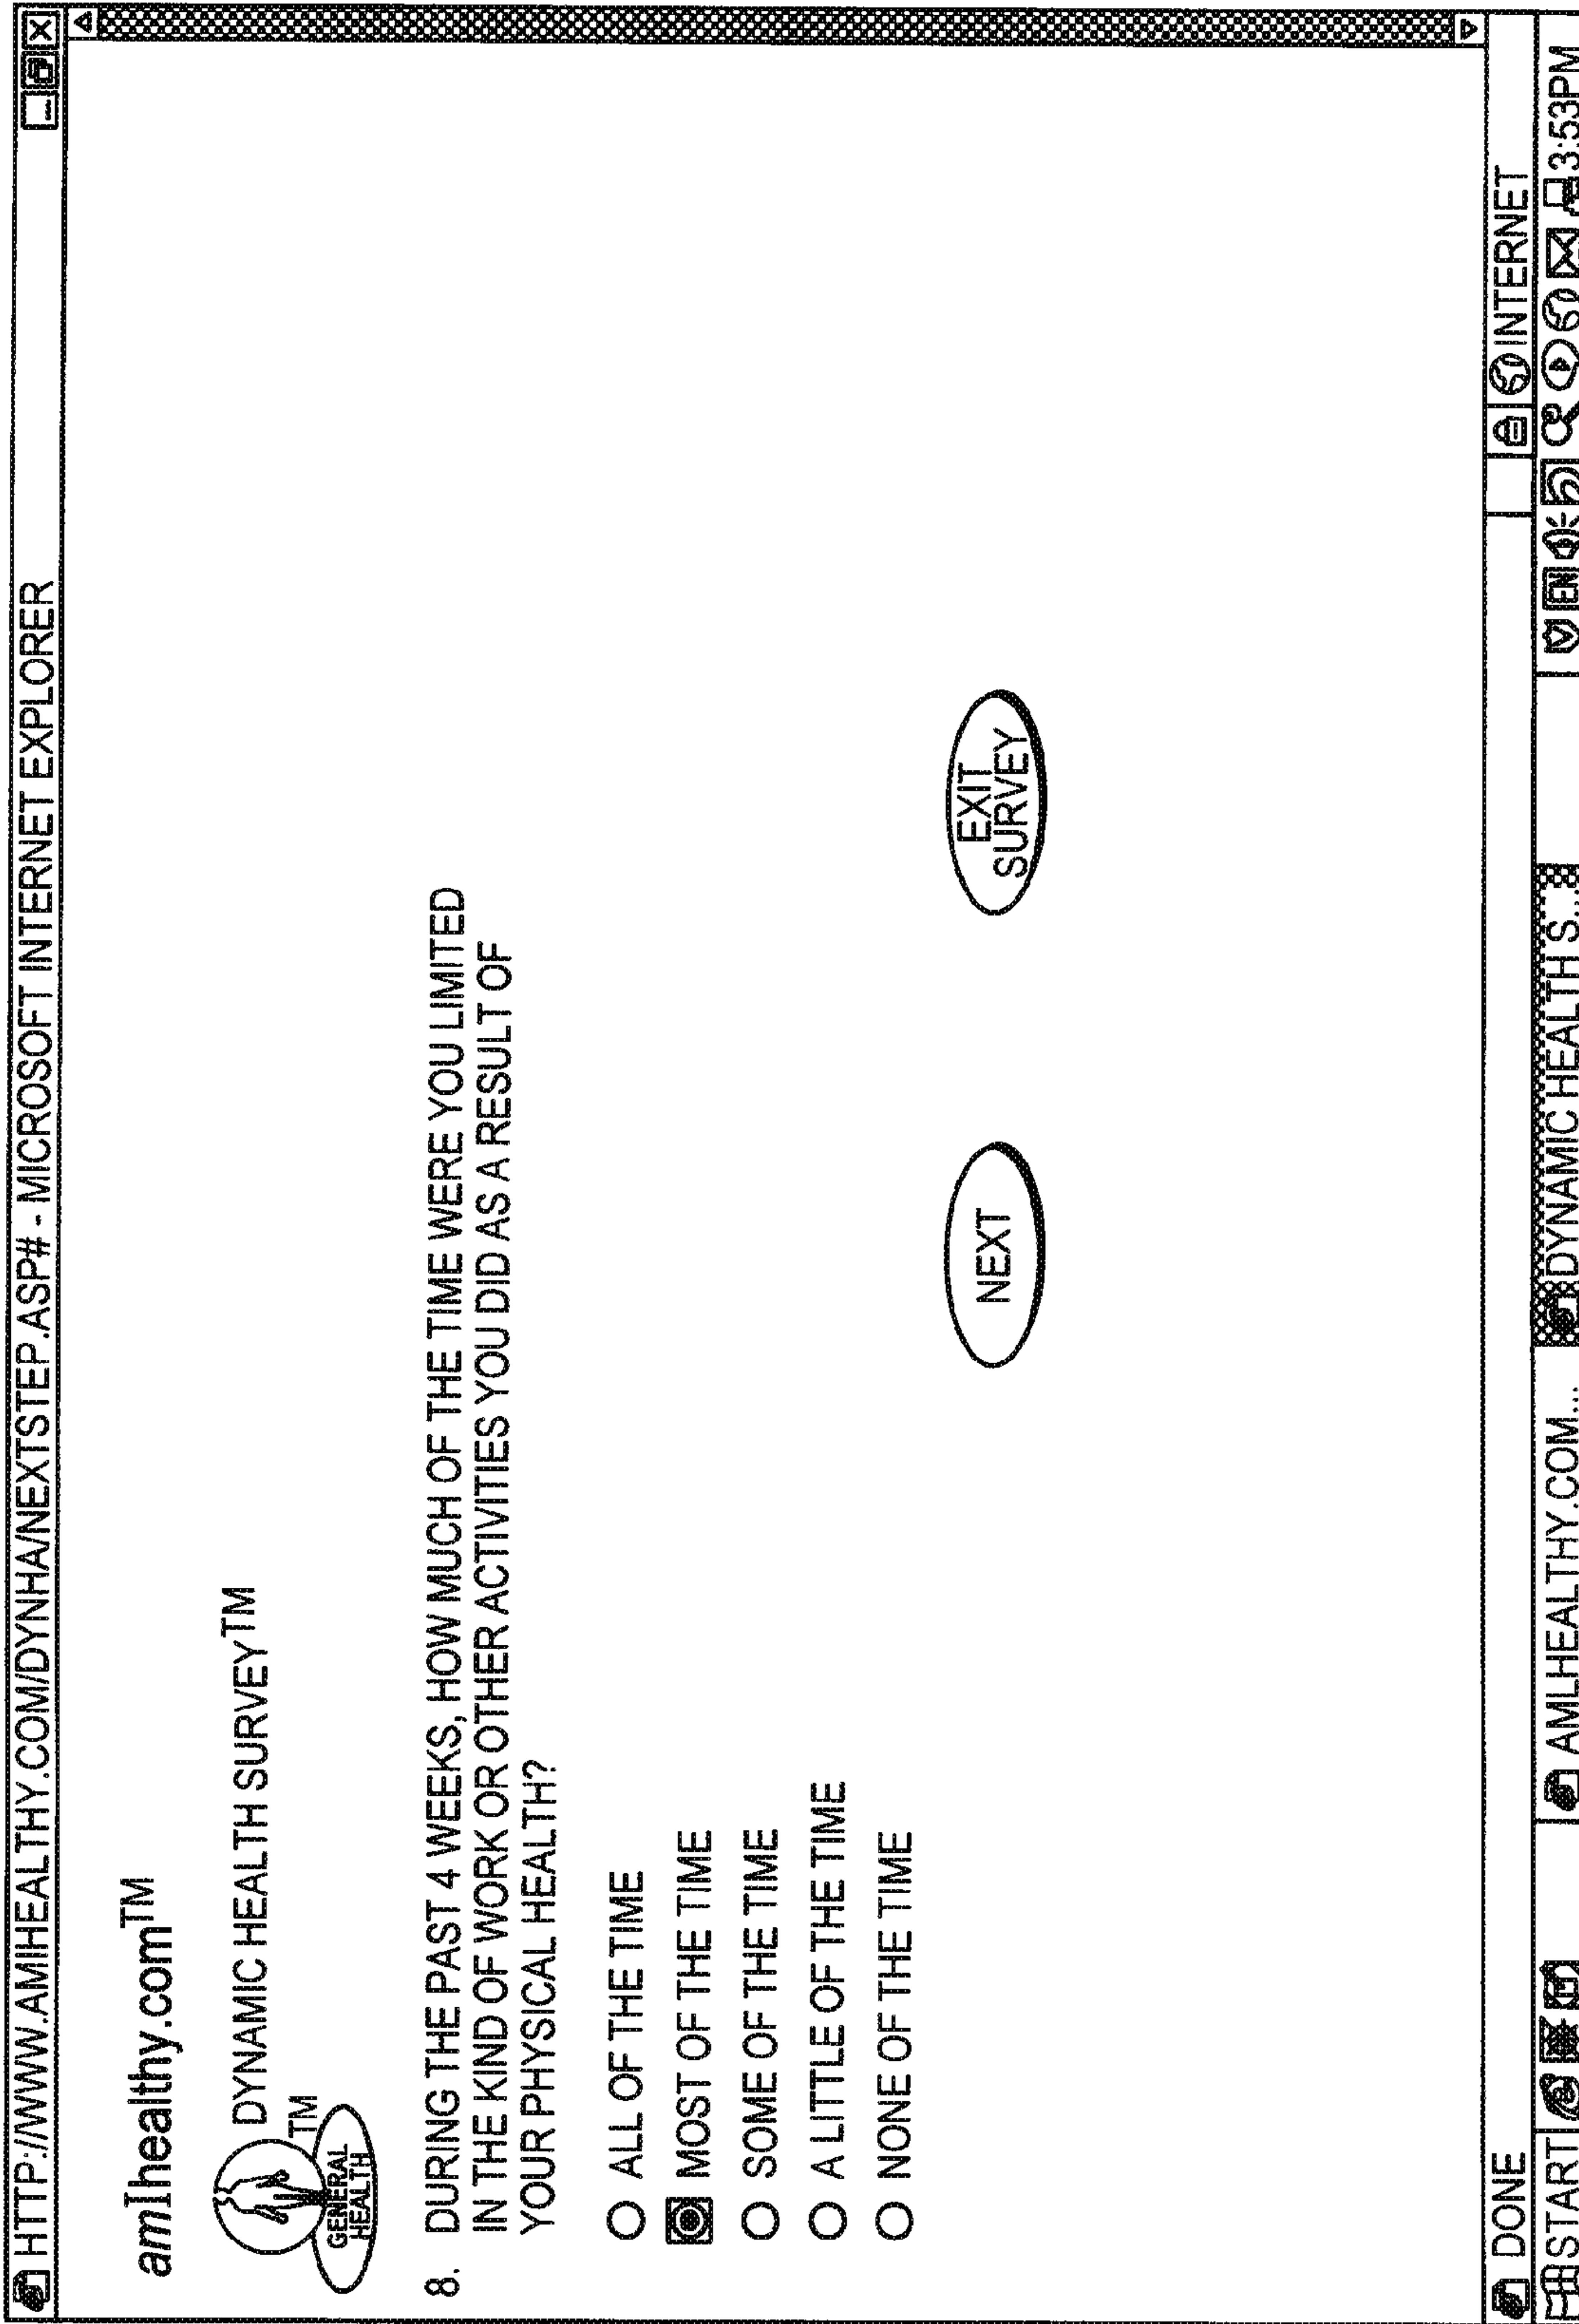 HTTP://WWW.AMIHEALTHY.COM/DYNHA/NEXTSTEP.ASP# - MICROSOFT INTERNET EXPLORER
amIhealthy.com™
DYNAMIC HEALTH SURVEY™
TM
GENERAL
HEALTH
8. DURING THE PAST 4 WEEKS, HOW MUCH OF THE TIME WERE YOU LIMITED
IN THE KIND OF WORK OR OTHER ACTIVITIES YOU DID AS A RESULT OF
YOUR PHYSICAL HEALTH?
ALL OF THE TIME
MOST OF THE TIME
SOME OF THE TIME
A LITTLE OF THE TIME
NONE OF THE TIME
NEXT
EXIT
SURVEY
DONE
INTERNET
START
AMLHEALTHY.COM...
DYNAMIC HEALTH S...
EN
3:53PM